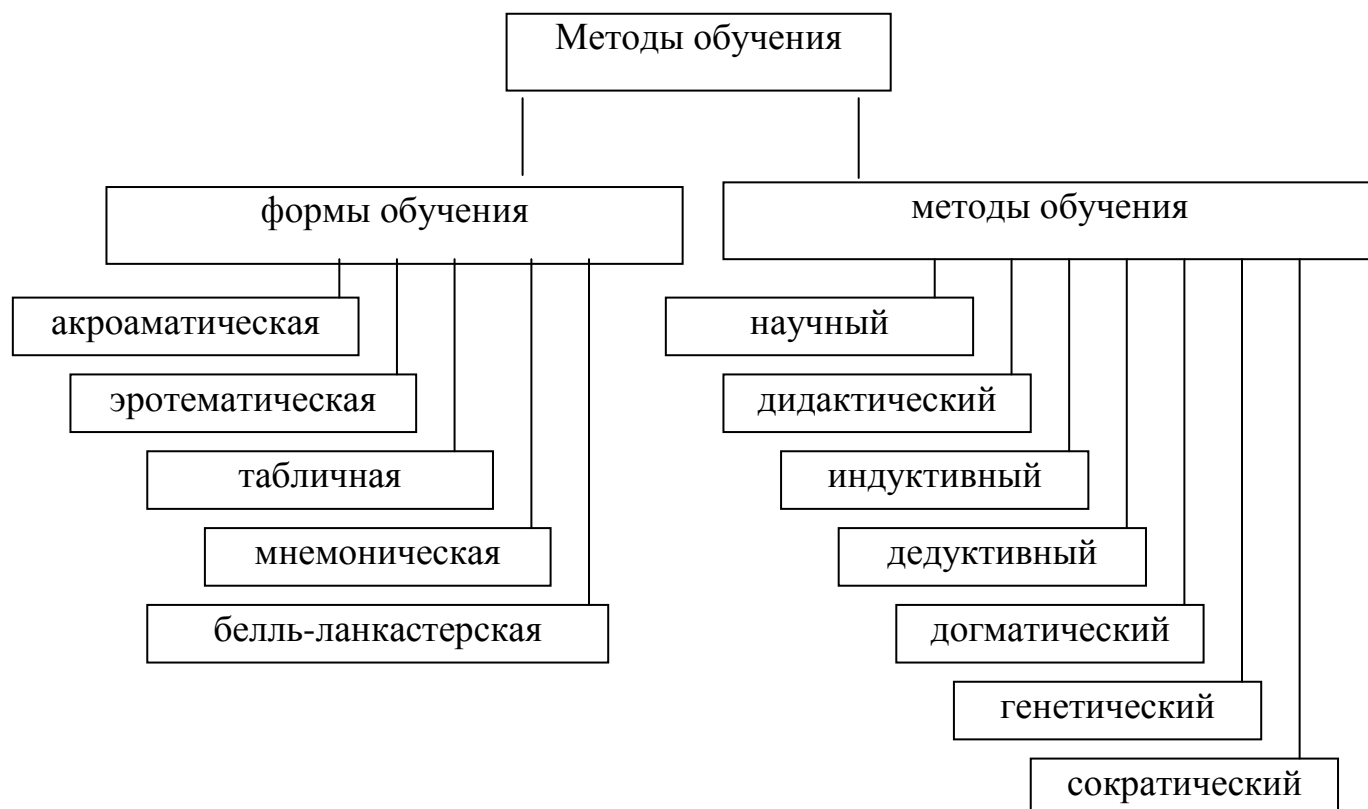 Методы обучения
формы обучения
методы обучения
акроаматическая
научный
эротематическая
дидактический
табличная
индуктивный
мнемоническая
дедуктивный
белль-ланкастерская
догматический
генетический
сократический